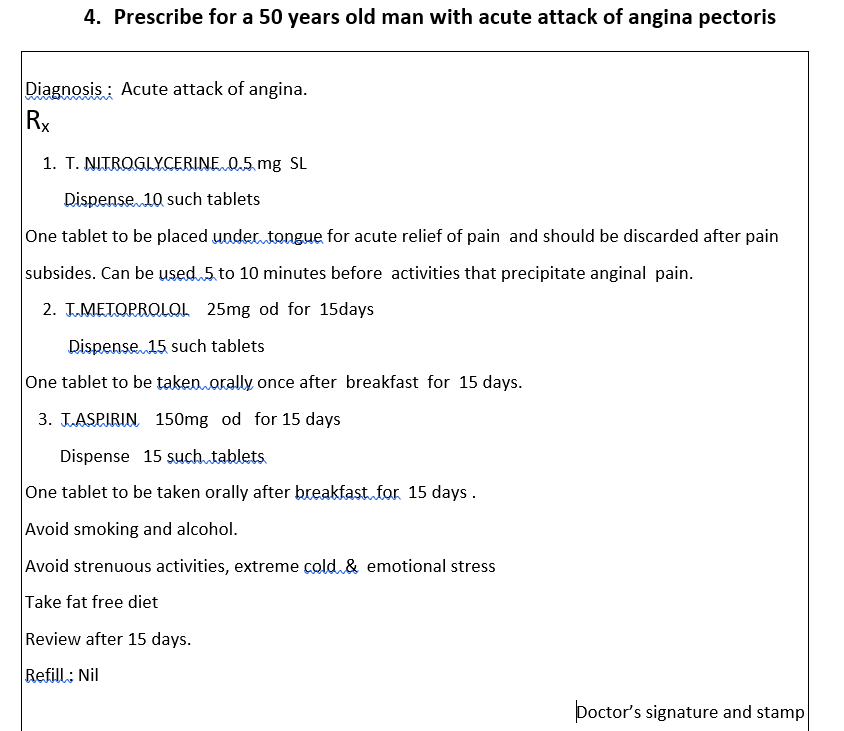 4. Prescribe for a 50 years old man with acute attack of angina pectoris
Diagnosis : Acute attack of angina.
Rx
1. T. NITROGLYCERINE 0.5 mg SL
Dispense 10 such tablets
One tablet to be placed under tongue for acute relief of pain and should be discarded after pain
subsides. Can be used 5 to 10 minutes before activities that precipitate anginal pain.
2. T.METOPROLOL 25mg od for 15days
Dispense 15 such tablets
One tablet to be taken orally once after breakfast for 15 days.
3. T.ASPIRIN 150mg od for 15 days
Dispense 15 such tablets
One tablet to be taken orally after breakfast for 15 days .
Avoid smoking and alcohol.
Avoid strenuous activities, extreme cold & emotional stress
Take fat free diet
Review after 15 days.
Refill : Nil
Doctor's signature and stamp